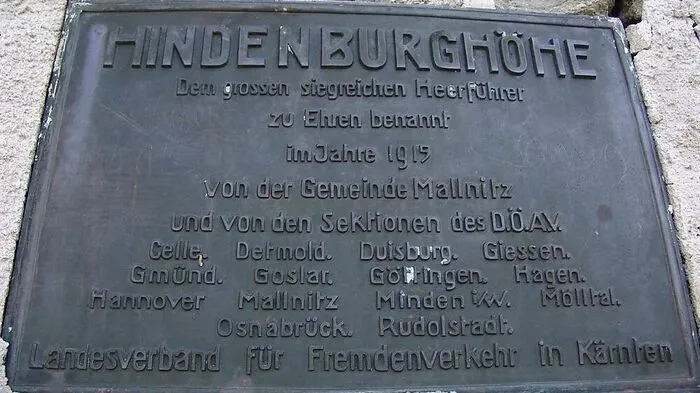 HINDENBURGHÖHE
Dem grossen siegreichen Heerführer
zu Ehren benannt
im Jahre 1915
von der Gemeinde Mallnitz
und von den Sektionen des D.Ö.A.V.
Celle. Detmold. Duisburg. Giessen.
Gmünd. Goslar. Göttingen. Hagen.
Hannover Mallnitz Minden i/W. Mölltal.
Osnabrück. Rudolstadt.
Landesverband für Fremdenverkehr in Kärnten